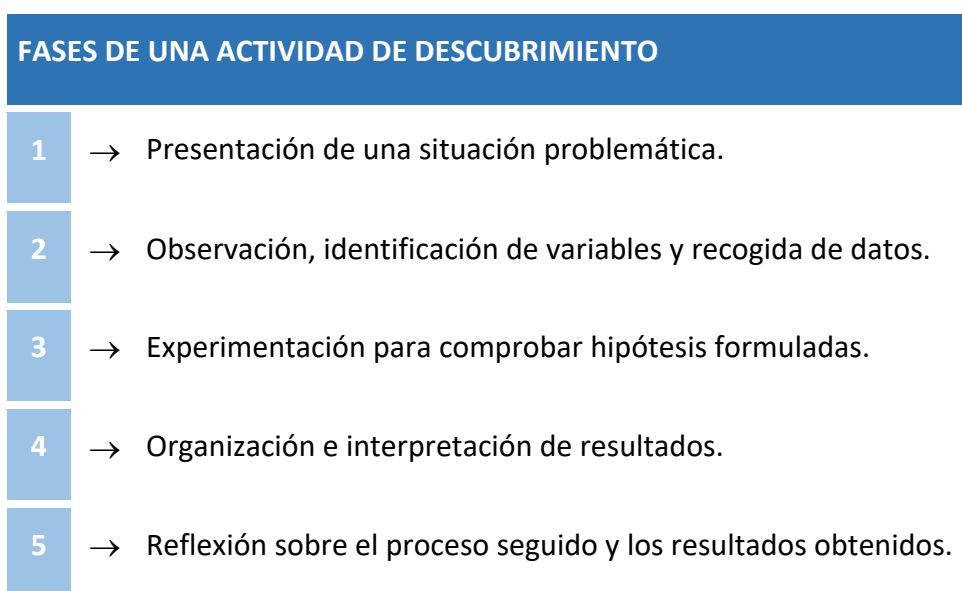 FASES DE UNA ACTIVIDAD DE DESCUBRIMIENTO
1 → Presentación de una situación problemática.
2 → Observación, identificación de variables y recogida de datos.
3 → Experimentación para comprobar hipótesis formuladas.
4 → Organización e interpretación de resultados.
5 → Reflexión sobre el proceso seguido y los resultados obtenidos.